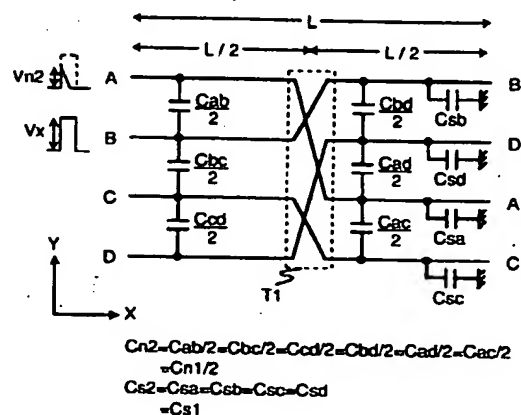 L
L/2 L/2
Vn2 A B
Cab/2 Cbd/2 Csb
Vx B D
Cbc/2 Cad/2 Csd
C A
Ccd/2 Cac/2 Csa
D C
Csc
Y
X
T1
Cn2=Cab/2=Cbc/2=Ccd/2=Cbd/2=Cad/2=Cac/2
=Cn1/2
Cs2=Csa=Csb=Csc=Csd
=Cs1